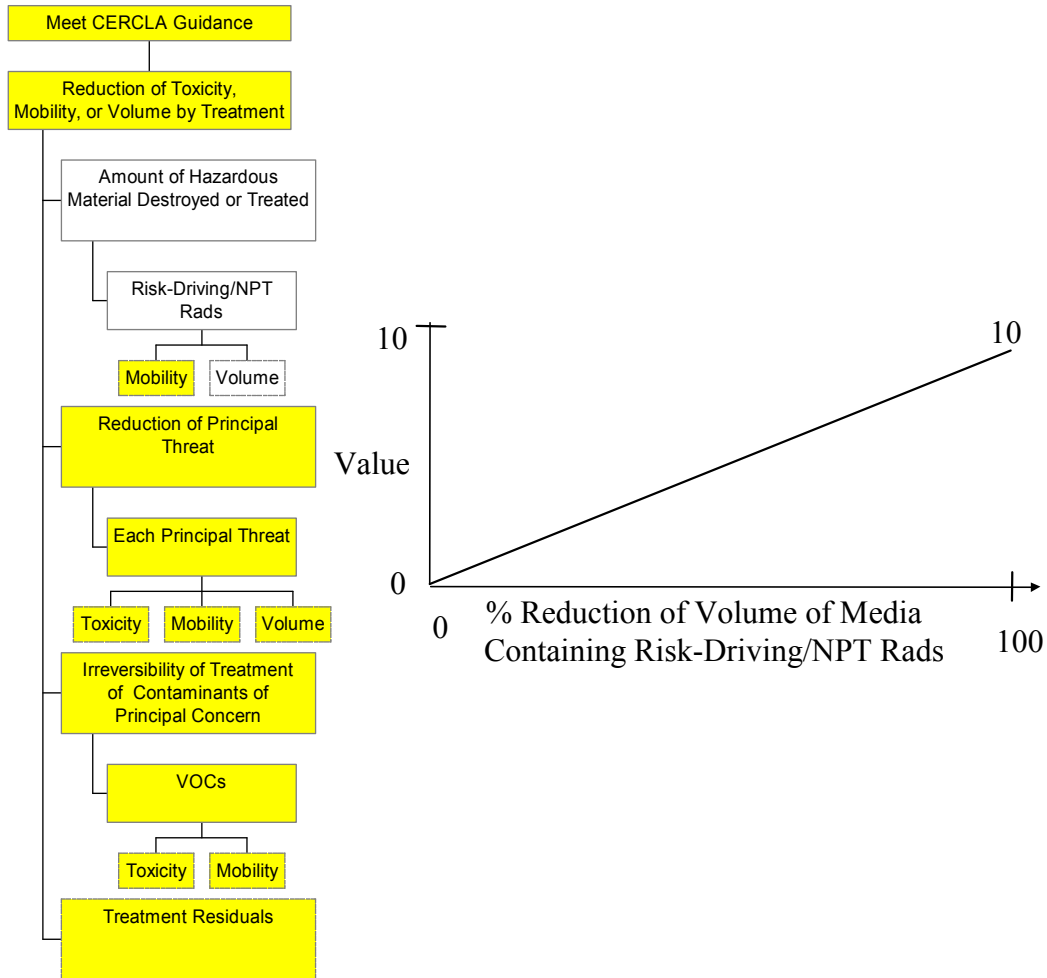 Meet CERCLA Guidance
Reduction of Toxicity,
Mobility, or Volume by Treatment
Amount of Hazardous
Material Destroyed or Treated
Risk-Driving/NPT
Rads
Mobility
Volume
Reduction of Principal
Threat
Each Principal Threat
Toxicity
Mobility
Volume
Irreversibility of Treatment
of Contaminants of
Principal Concern
VOCs
Toxicity
Mobility
Treatment Residuals
10
10
Value
0
0
% Reduction of Volume of Media
Containing Risk-Driving/NPT Rads
100